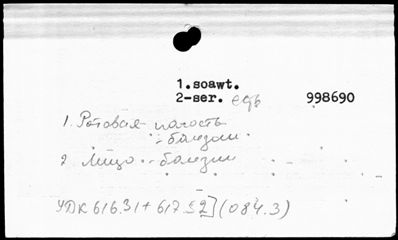 1.soawt.
2-ser. 998690
1. Ротовая полость
-- болезни
2 Лицо -- болезни
УДК 616.31+617.52](084.3)